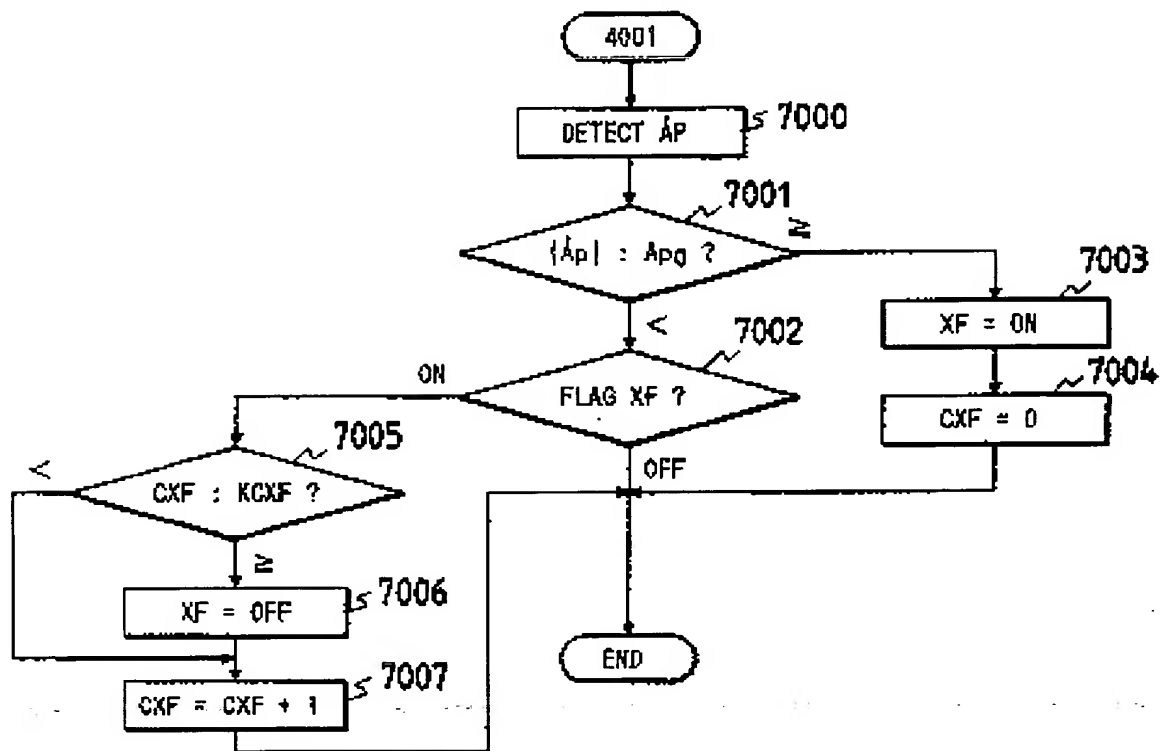 4001
DETECT ȦP
7000
7001
|Ȧp| : Apo ?
≥
<
7003
XF = ON
7002
FLAG XF ?
ON
OFF
7004
CXF = 0
7005
CXF : KCXF ?
<
≥
7006
XF = OFF
7007
CXF = CXF + 1
END